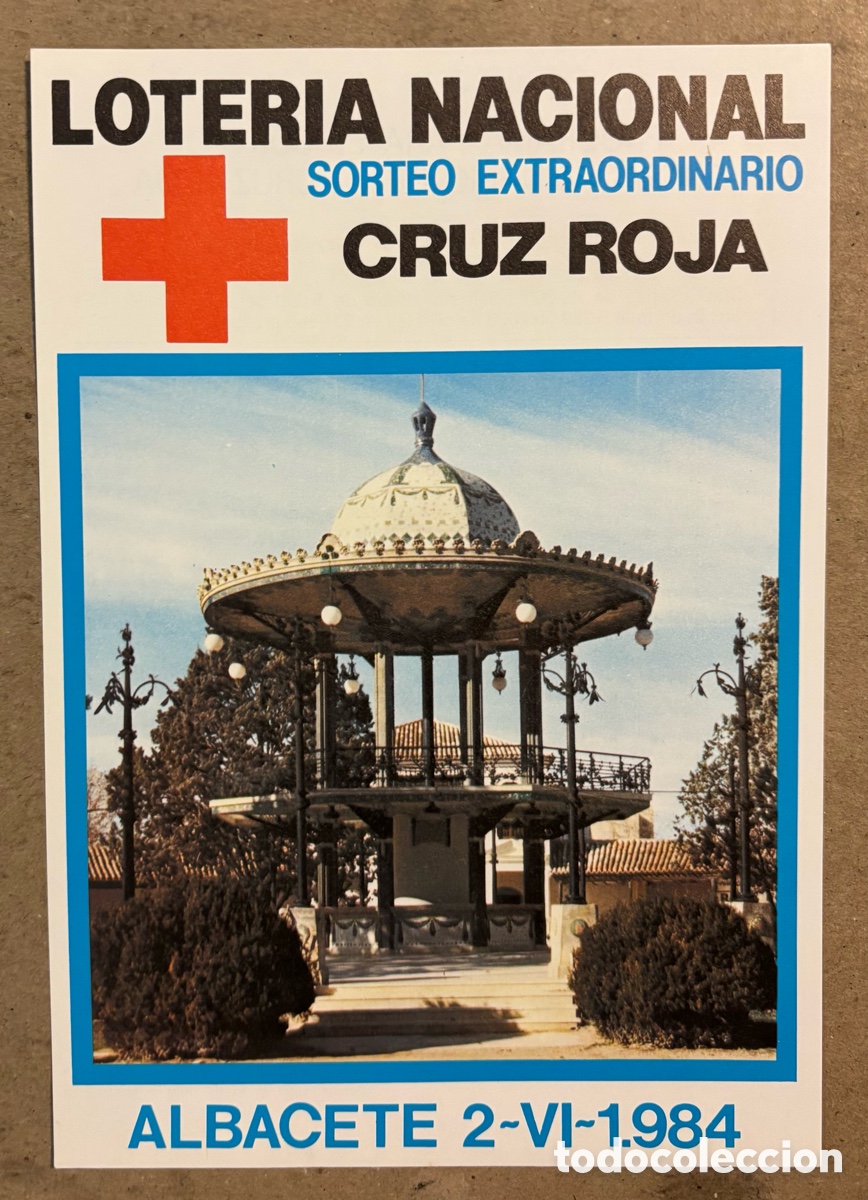 LOTERIA NACIONAL
SORTEO EXTRAORDINARIO
CRUZ ROJA
ALBACETE 2~VI~1984
todocoleccion